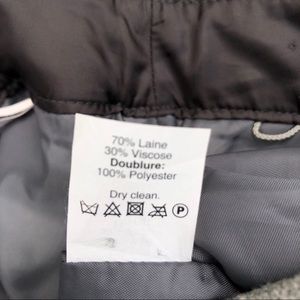 70% Laine
30% Viscose
Doublure:
100% Polyester
Dry clean.
P